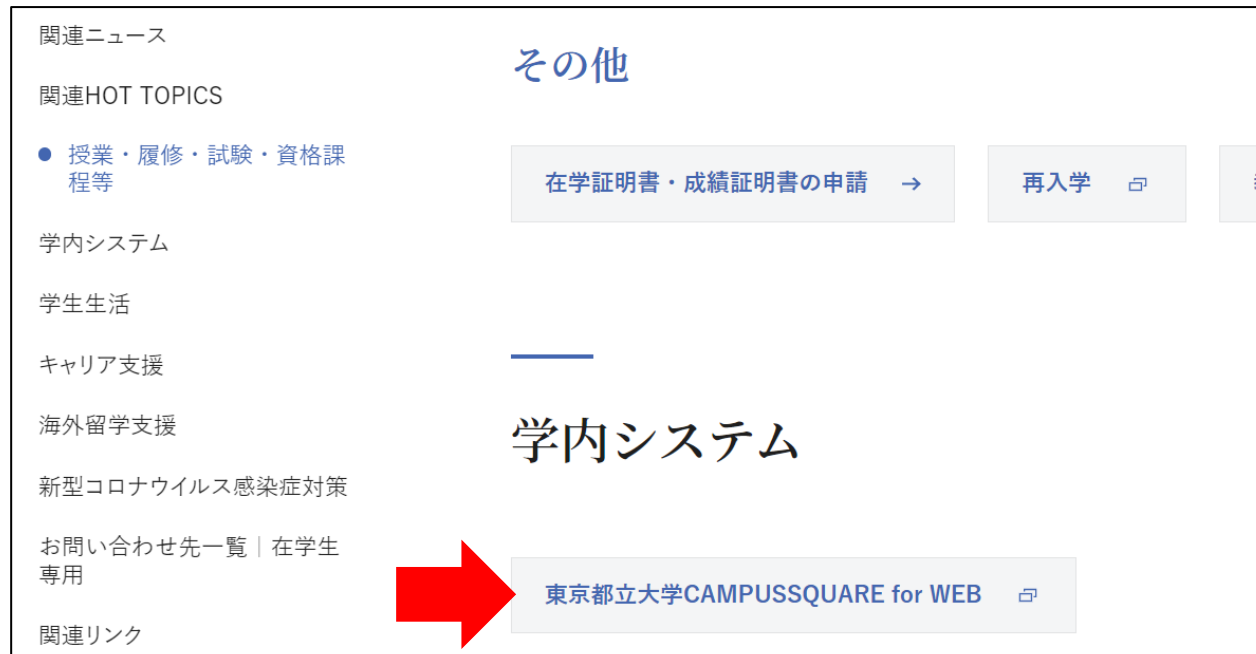 関連ニュース
関連HOT TOPICS
授業・履修・試験・資格課
程等
学内システム
学生生活
キャリア支援
海外留学支援
新型コロナウイルス感染症対策
お問い合わせ先一覧｜在学生
専用
関連リンク
その他
在学証明書・成績証明書の申請 →
再入学
学内システム
東京都立大学CAMPUSSQUARE for WEB